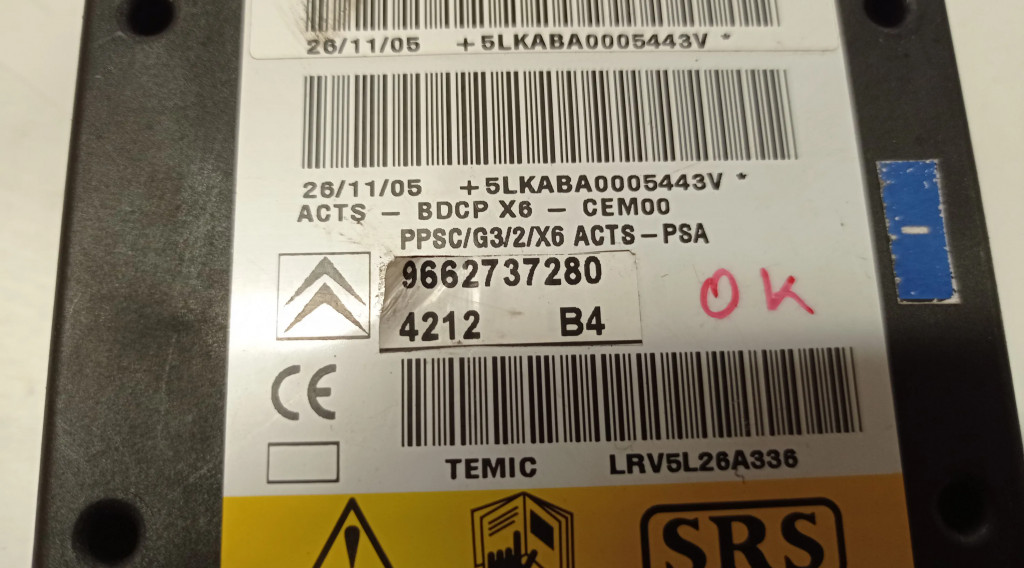 26/11/05 +5LKABA0005443V *
26/11/05 +5LKABA0005443V *
ACTS - BDCP X6 - CEM00
PPSC/G3/2/X6 ACTS-PSA
9662737280
4212 B4
OK
CE
TEMIC LRV5L26A336
SRS